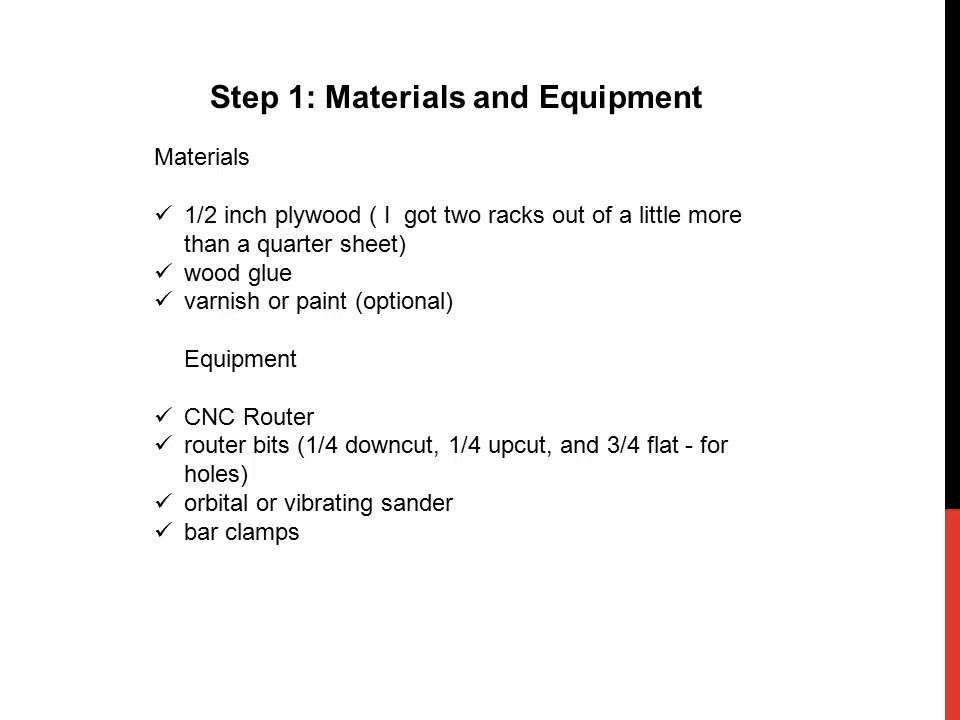 Step 1: Materials and Equipment
Materials
✓ 1/2 inch plywood ( I  got two racks out of a little more
than a quarter sheet)
✓ wood glue
✓ varnish or paint (optional)
Equipment
✓ CNC Router
✓ router bits (1/4 downcut, 1/4 upcut, and 3/4 flat - for
holes)
✓ orbital or vibrating sander
✓ bar clamps